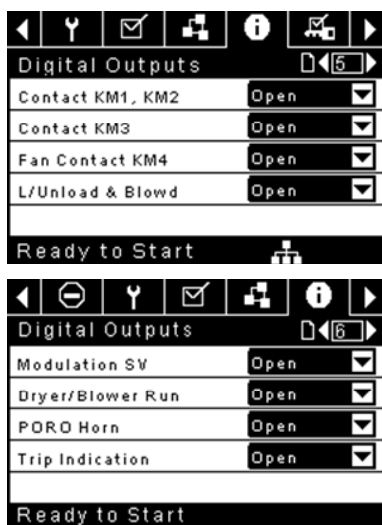 Digital Outputs 5
Contact KM1, KM2 Open
Contact KM3 Open
Fan Contact KM4 Open
L/Unload & Blowd Open
Ready to Start
Digital Outputs 6
Modulation SV Open
Dryer/Blower Run Open
PORO Horn Open
Trip Indication Open
Ready to Start